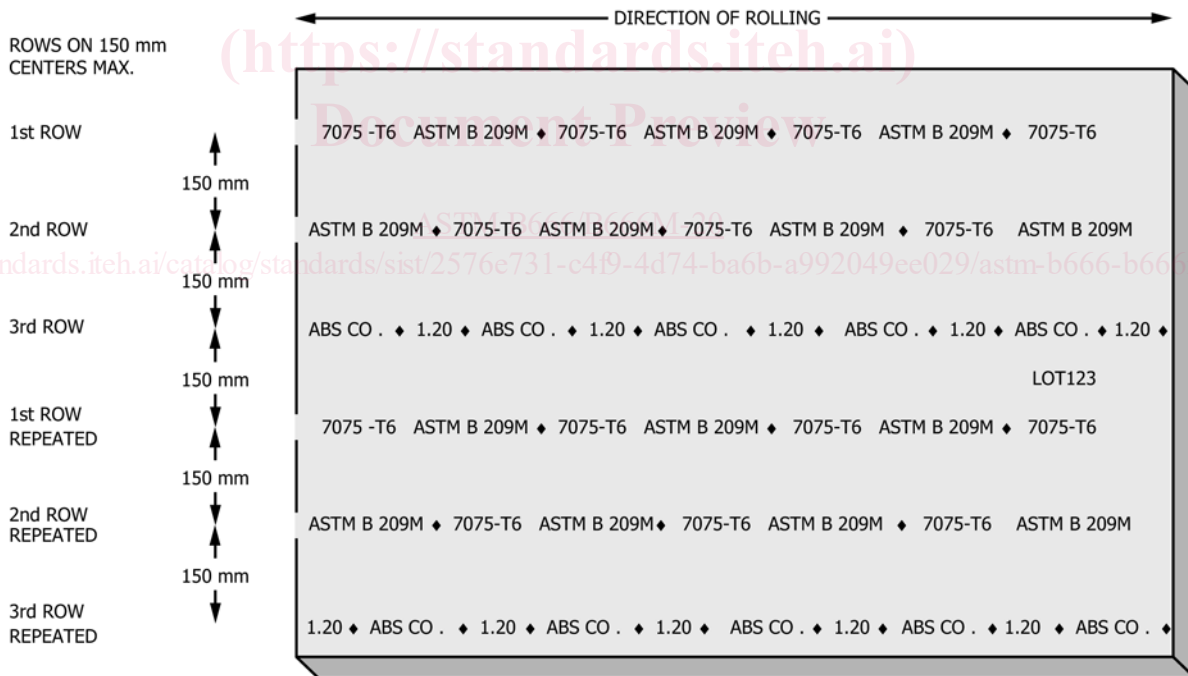 DIRECTION OF ROLLING
(https://standards.iteh.ai)
ROWS ON 150 mm
CENTERS MAX.
Document Preview
1st ROW
7075 -T6 ASTM B 209M ♦ 7075-T6 ASTM B 209M ♦ 7075-T6 ASTM B 209M ♦ 7075-T6
150 mm
ASTM B666/B666M-20
2nd ROW
ASTM B 209M ♦ 7075-T6 ASTM B 209M ♦ 7075-T6 ASTM B 209M ♦ 7075-T6 ASTM B 209M
ndards.iteh.ai/catalog/standards/sist/2576e731-c4f9-4d74-ba6b-a992049ee029/astm-b666-b666
150 mm
3rd ROW
ABS CO . ♦ 1.20 ♦ ABS CO . ♦ 1.20 ♦ ABS CO . ♦ 1.20 ♦ ABS CO . ♦ 1.20 ♦ ABS CO . ♦ 1.20 ♦
150 mm
LOT123
1st ROW
REPEATED
7075 -T6 ASTM B 209M ♦ 7075-T6 ASTM B 209M ♦ 7075-T6 ASTM B 209M ♦ 7075-T6
150 mm
2nd ROW
REPEATED
ASTM B 209M ♦ 7075-T6 ASTM B 209M ♦ 7075-T6 ASTM B 209M ♦ 7075-T6 ASTM B 209M
150 mm
3rd ROW
REPEATED
1.20 ♦ ABS CO . ♦ 1.20 ♦ ABS CO . ♦ 1.20 ♦ ABS CO . ♦ 1.20 ♦ ABS CO . ♦ 1.20 ♦ ABS CO . ♦